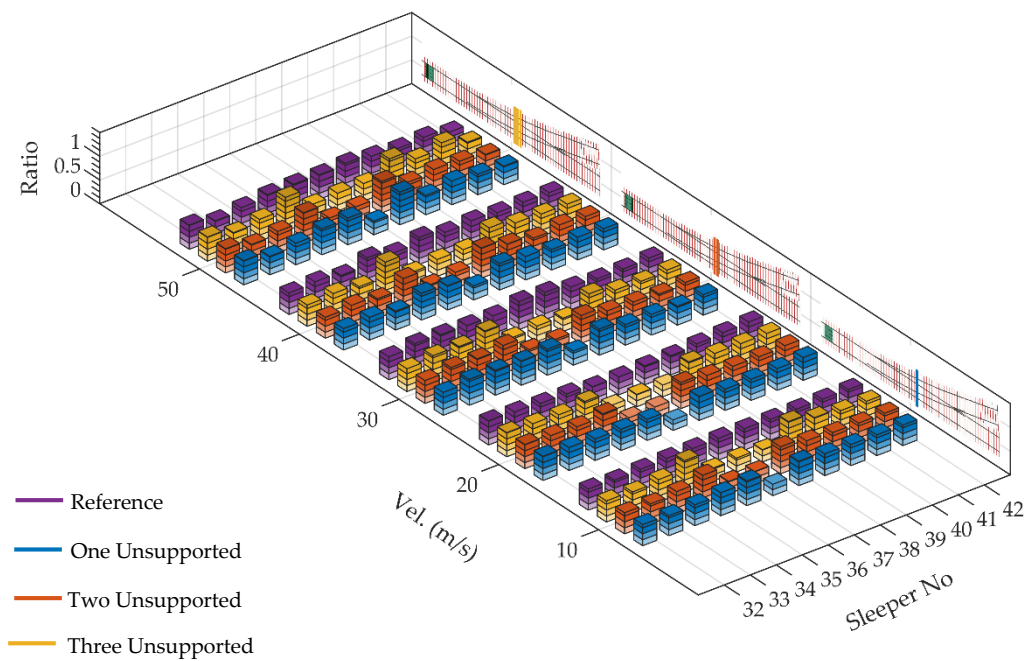 Ratio
1
0.5
0
50
40
30
20
10
Vel. (m/s)
32
33
34
35
36
37
38
39
40
41
42
Sleeper No
Reference
One Unsupported
Two Unsupported
Three Unsupported